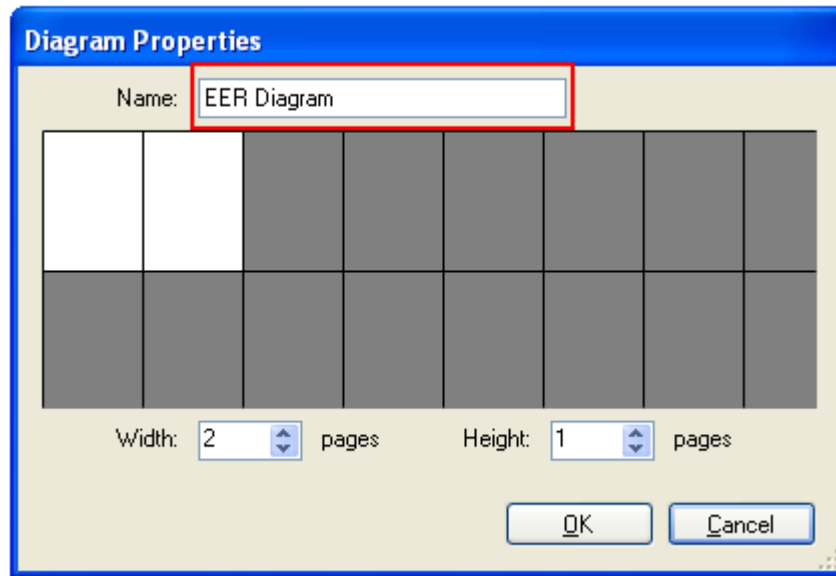 Diagram Properties
Name: EER Diagram
Width: 2 pages Height: 1 pages
OK Cancel